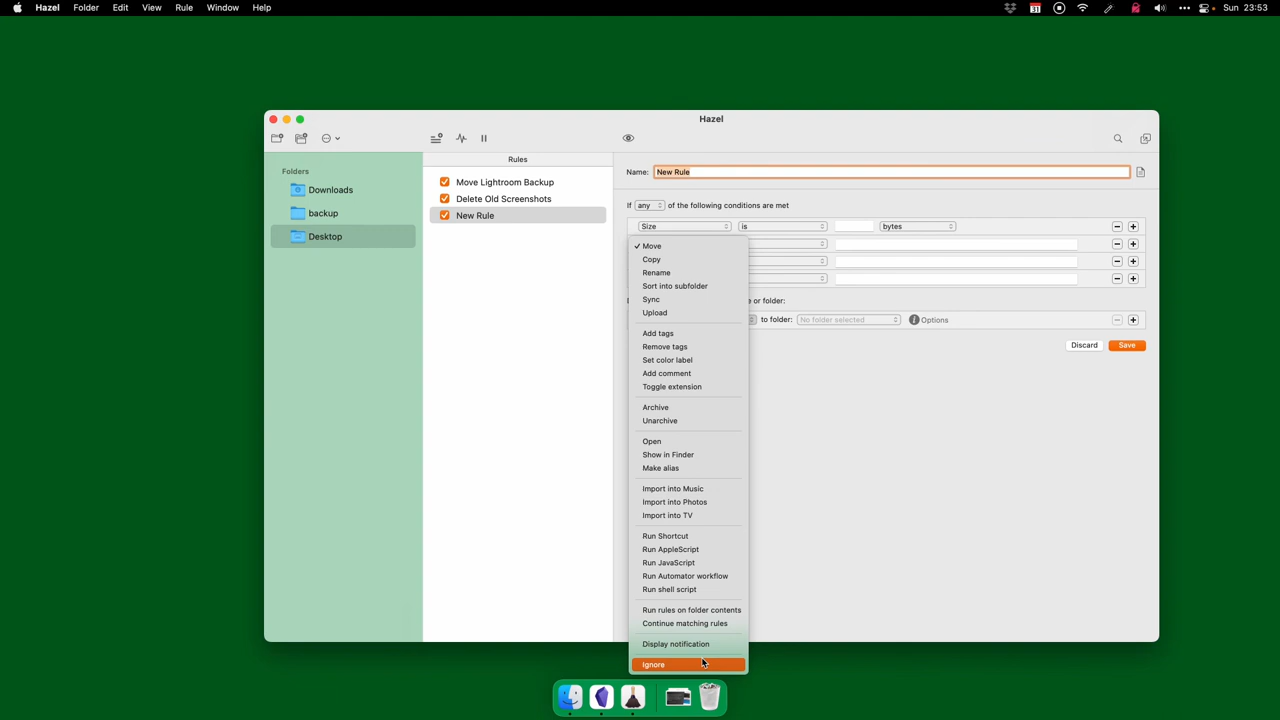 Hazel Folder Edit View Rule Window Help
31
Sun 23:53
Hazel
Folders
Downloads
backup
Desktop
Rules
Move Lightroom Backup
Delete Old Screenshots
New Rule
Name: New Rule
If any of the following conditions are met
Size is bytes
Move
Copy
Rename
Sort into subfolder
Sync
Upload
Add tags
Remove tags
Set color label
Add comment
Toggle extension
Archive
Unarchive
Open
Show in Finder
Make alias
Import into Music
Import into Photos
Import into TV
Run Shortcut
Run AppleScript
Run JavaScript
Run Automator workflow
Run shell script
Run rules on folder contents
Continue matching rules
Display notification
Ignore
e or folder:
to folder: No folder selected Options
Discard Save